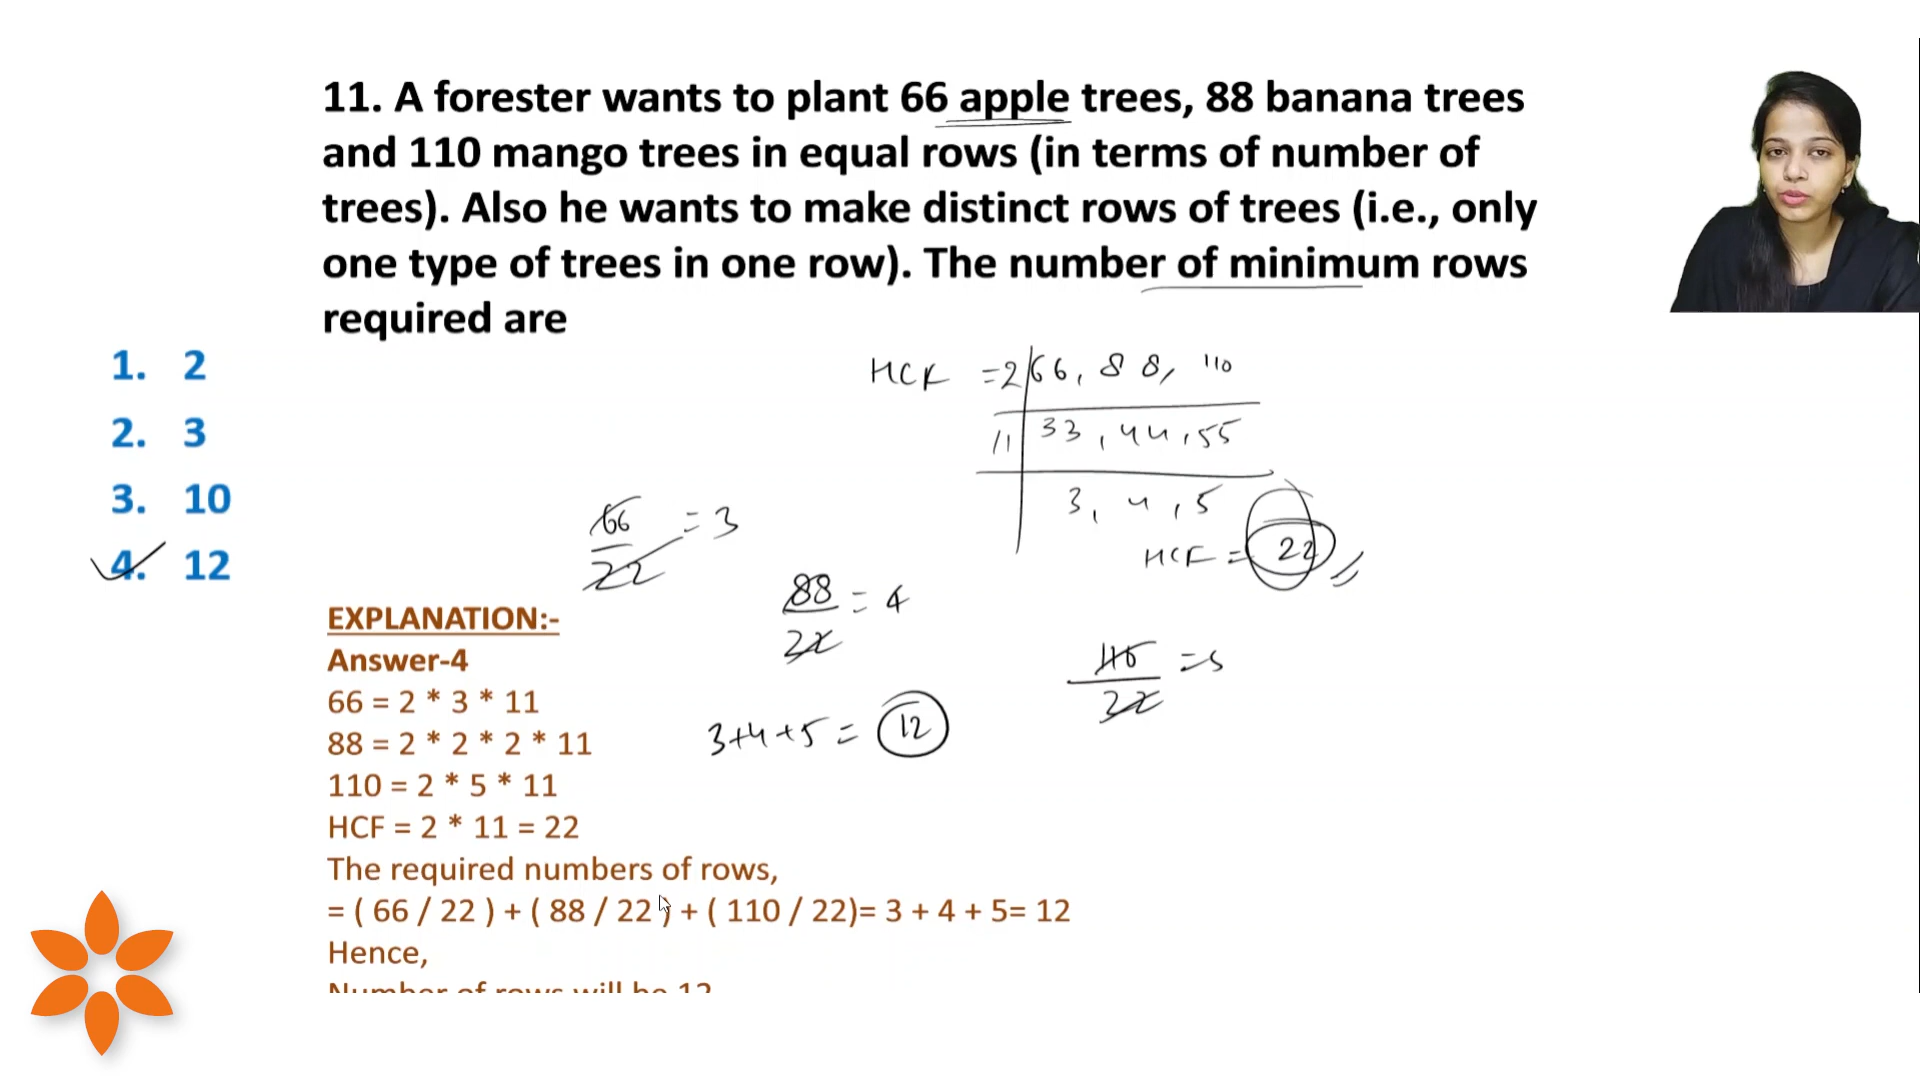 11. A forester wants to plant 66 apple trees, 88 banana trees
and 110 mango trees in equal rows (in terms of number of
trees). Also he wants to make distinct rows of trees (i.e., only
one type of trees in one row). The number of minimum rows
required are
1. 2
2. 3
3. 10
4. 12
HCF = 2 66, 88, 110
11 33, 44, 55
3, 4, 5
HCF = 22
66/22 = 3
88/22 = 4
110/22 = 5
3+4+5 = 12
EXPLANATION:-
Answer-4
66 = 2 * 3 * 11
88 = 2 * 2 * 2 * 11
110 = 2 * 5 * 11
HCF = 2 * 11 = 22
The required numbers of rows,
= ( 66 / 22 ) + ( 88 / 22 ) + ( 110 / 22)= 3 + 4 + 5= 12
Hence,
Number of rows will be 12